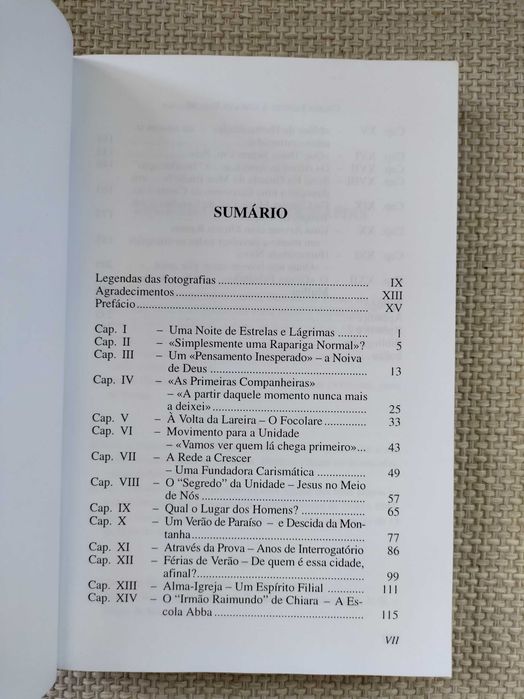 SUMÁRIO
Legendas das fotografias ........ IX
Agradecimentos ........ XIII
Prefácio ........ XV
Cap. I – Uma Noite de Estrelas e Lágrimas ........ 1
Cap. II – «Simplesmente uma Rapariga Normal»? 5
Cap. III – Um «Pensamento Inesperado» – a Noiva
de Deus ........ 13
Cap. IV – «As Primeiras Companheiras»
– «A partir daquele momento nunca mais
a deixei» ........ 25
Cap. V – À Volta da Lareira – O Focolare ........ 33
Cap. VI – Movimento para a Unidade
– «Vamos ver quem lá chega primeiro»... 43
Cap. VII – A Rede a Crescer
– Uma Fundadora Carismática ........ 49
Cap. VIII – O "Segredo" da Unidade – Jesus no Meio
de Nós ........ 57
Cap. IX – Qual o Lugar dos Homens? ........ 65
Cap. X – Um Verão de Paraíso – e Descida da Mon-
tanha ........ 77
Cap. XI – Através da Prova – Anos de Interrogatório 86
Cap. XII – Férias de Verão – De quem é essa cidade,
afinal? ........ 99
Cap. XIII – Alma-Igreja – Um Espírito Filial ........ 111
Cap. XIV – O "Irmão Raimundo" de Chiara – A Es-
cola Abba ........ 115
VII